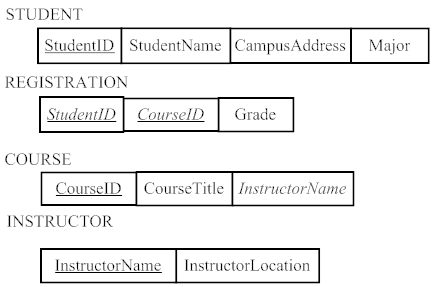 STUDENT
StudentID StudentName CampusAddress Major
REGISTRATION
StudentID CourseID Grade
COURSE
CourseID CourseTitle InstructorName
INSTRUCTOR
InstructorName InstructorLocation